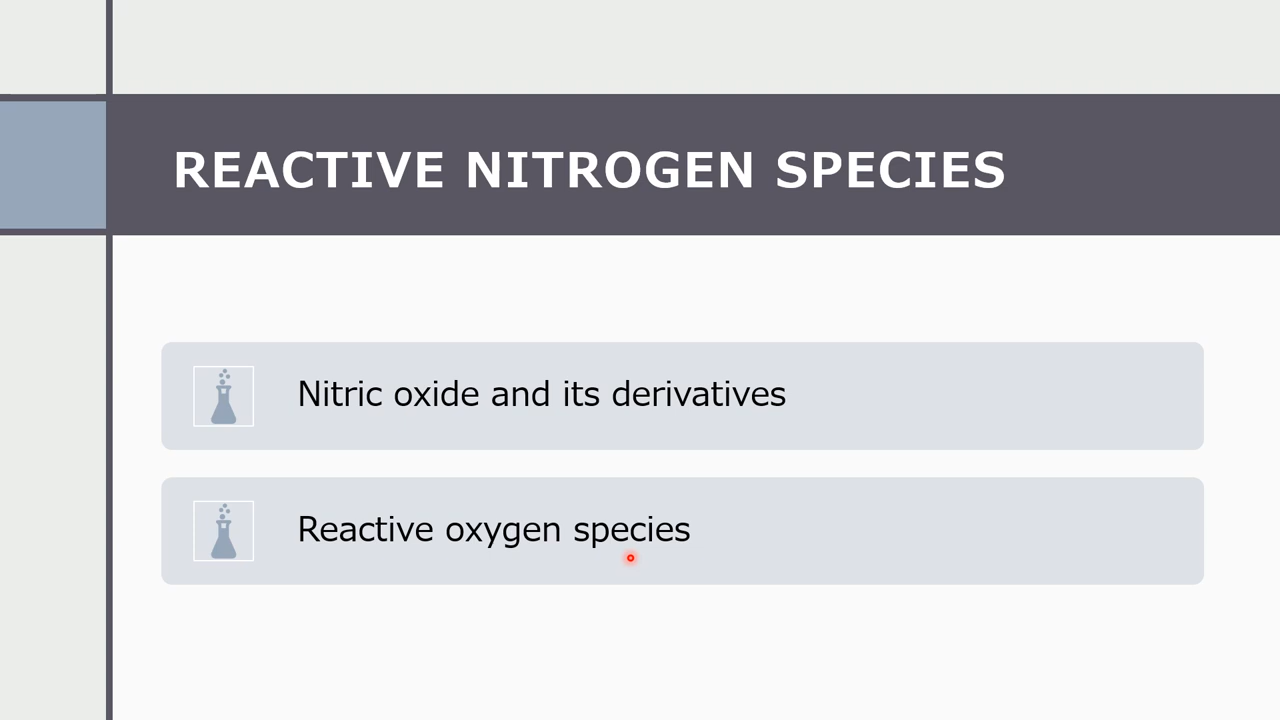 REACTIVE NITROGEN SPECIES
Nitric oxide and its derivatives
Reactive oxygen species